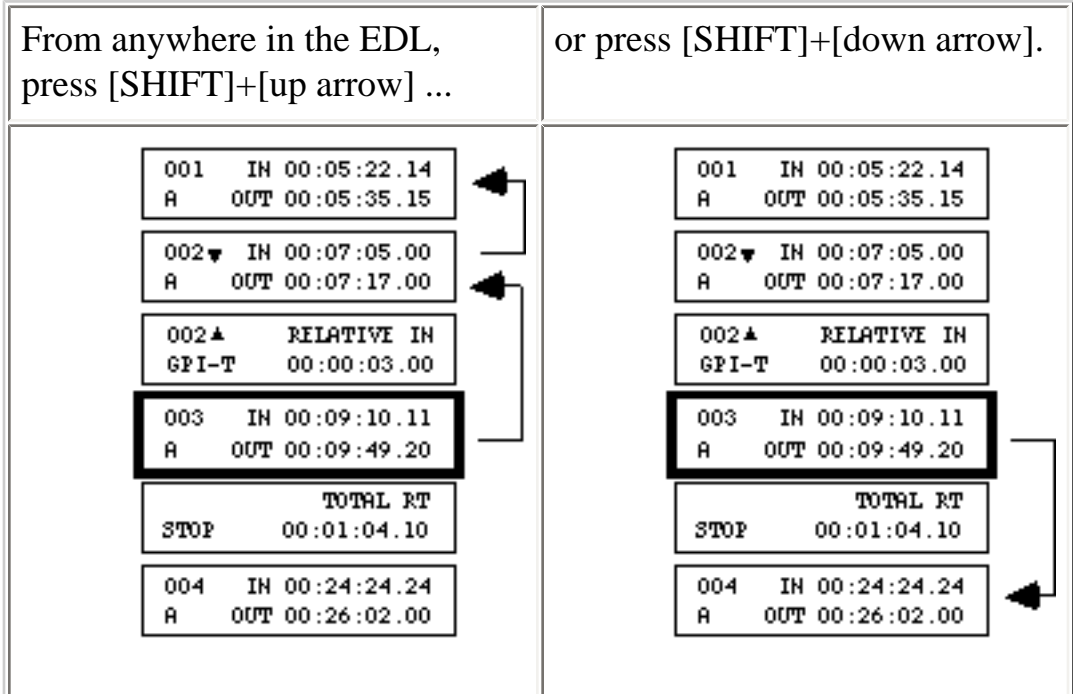 From anywhere in the EDL,
press [SHIFT]+[up arrow] ...
or press [SHIFT]+[down arrow].
001 IN 00:05:22.14
A OUT 00:05:35.15
002▼ IN 00:07:05.00
A OUT 00:07:17.00
002▲ RELATIVE IN
GPI-T 00:00:03.00
003 IN 00:09:10.11
A OUT 00:09:49.20
TOTAL RT
STOP 00:01:04.10
004 IN 00:24:24.24
A OUT 00:26:02.00
001 IN 00:05:22.14
A OUT 00:05:35.15
002▼ IN 00:07:05.00
A OUT 00:07:17.00
002▲ RELATIVE IN
GPI-T 00:00:03.00
003 IN 00:09:10.11
A OUT 00:09:49.20
TOTAL RT
STOP 00:01:04.10
004 IN 00:24:24.24
A OUT 00:26:02.00